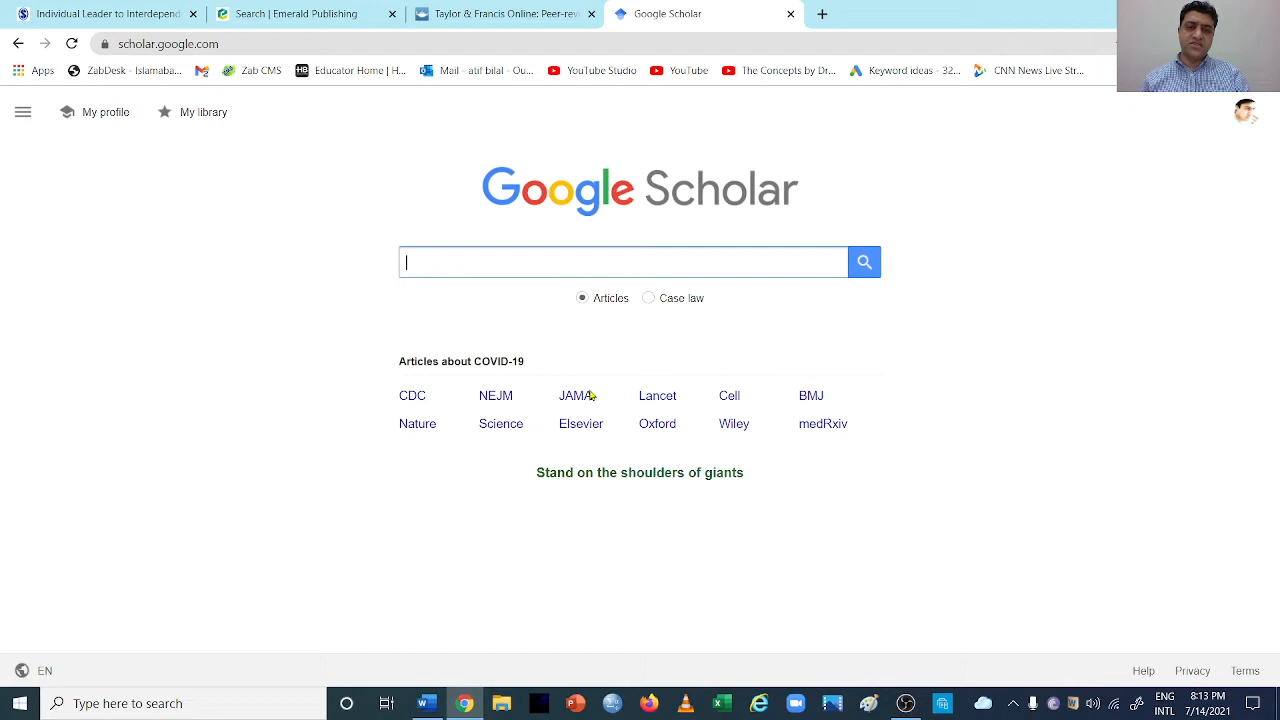 Individual Leader to Interdepend
Search | Emerald Publishing
Taylor & Francis Online: Peer-rev
Google Scholar
scholar.google.com
Apps
ZabDesk - Islamaba...
Zab CMS
Educator Home | H...
Mail - atif bilal - Ou...
YouTube Studio
YouTube
The Concepts by Dr...
Keyword ideas - 32...
CNN News Live Str...
My profile
My library
Google Scholar
Articles
Case law
Articles about COVID-19
CDC NEJM JAMA Lancet Cell BMJ
Nature Science Elsevier Oxford Wiley medRxiv
Stand on the shoulders of giants
EN
Help Privacy Terms
Type here to search
ENG
INTL
8:13 PM
7/14/2021